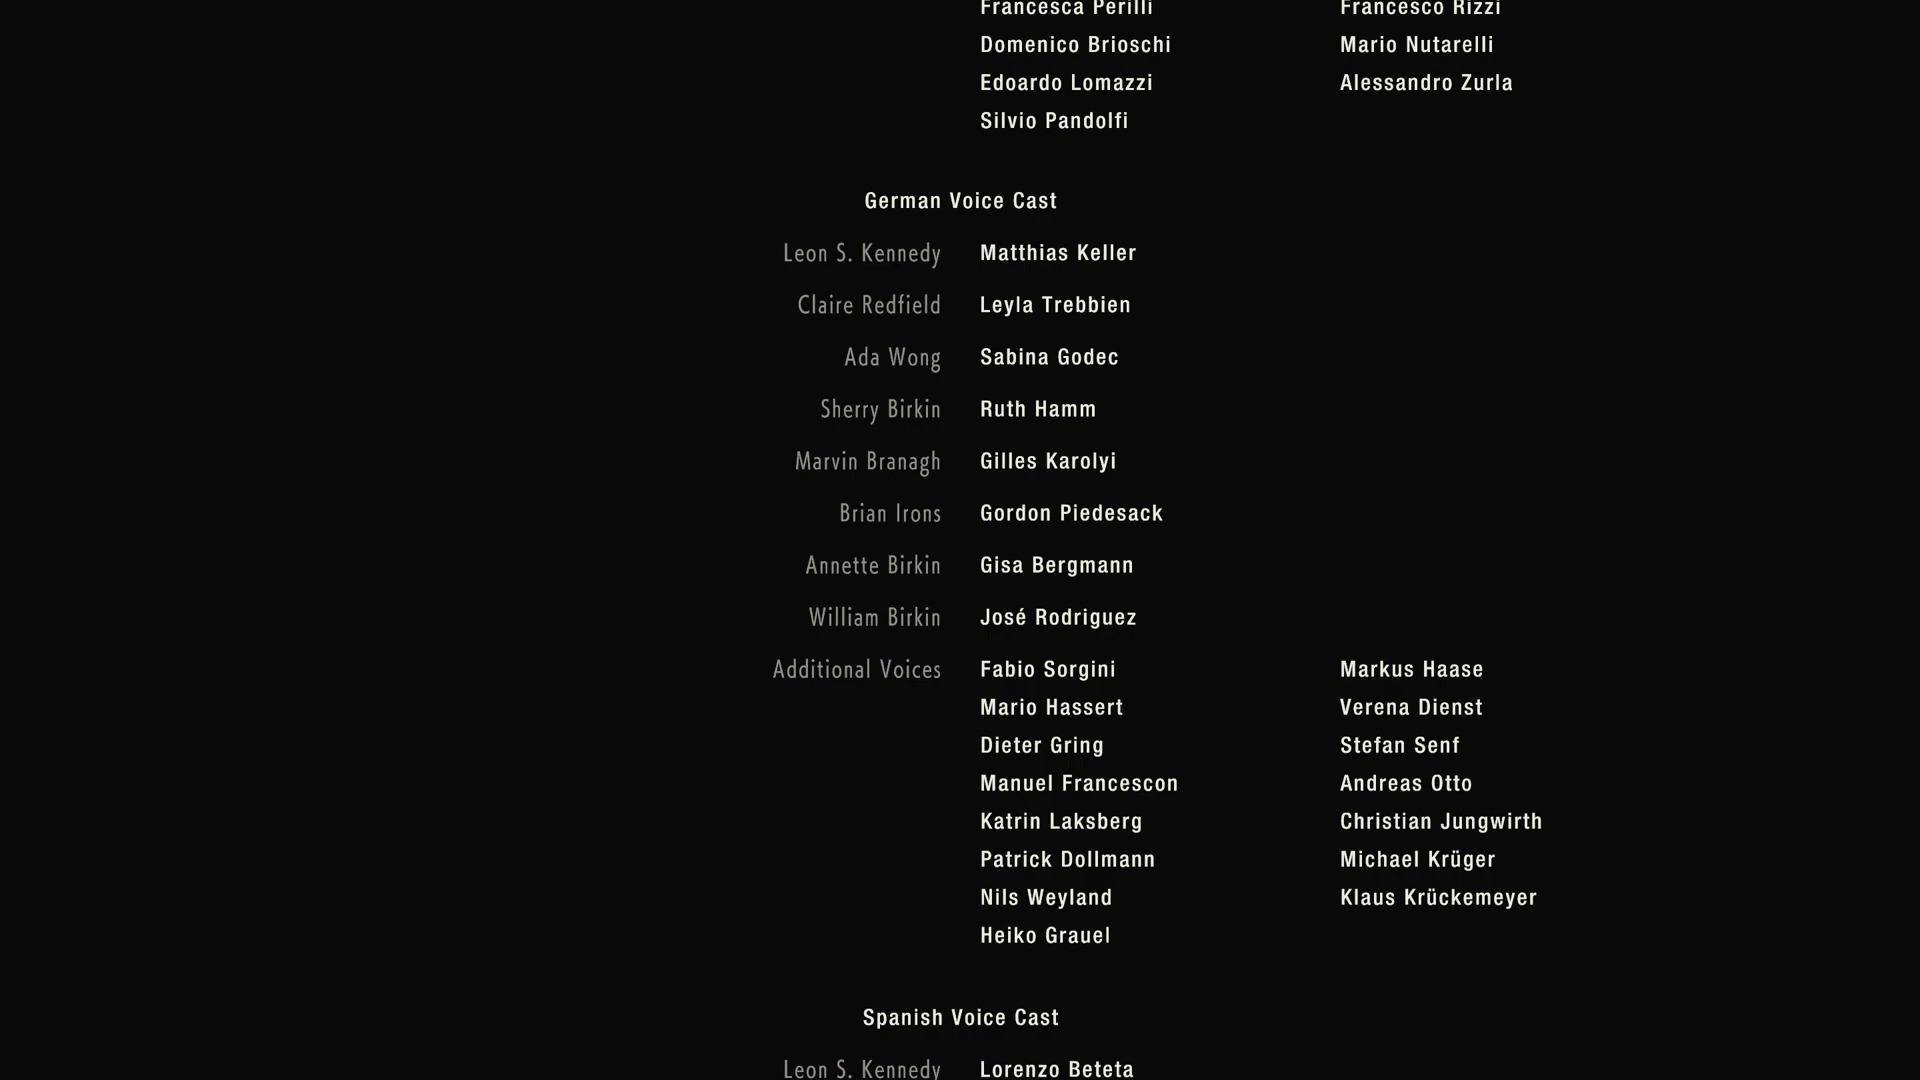 Francesca Perilli Francesco Rizzi
Domenico Brioschi Mario Nutarelli
Edoardo Lomazzi Alessandro Zurla
Silvio Pandolfi
German Voice Cast
Leon S. Kennedy Matthias Keller
Claire Redfield Leyla Trebbien
Ada Wong Sabina Godec
Sherry Birkin Ruth Hamm
Marvin Branagh Gilles Karolyi
Brian Irons Gordon Piedesack
Annette Birkin Gisa Bergmann
William Birkin José Rodriguez
Additional Voices Fabio Sorgini Markus Haase
Mario Hassert Verena Dienst
Dieter Gring Stefan Senf
Manuel Francescon Andreas Otto
Katrin Laksberg Christian Jungwirth
Patrick Dollmann Michael Krüger
Nils Weyland Klaus Krückemeyer
Heiko Grauel
Spanish Voice Cast
Leon S. Kennedy Lorenzo Beteta